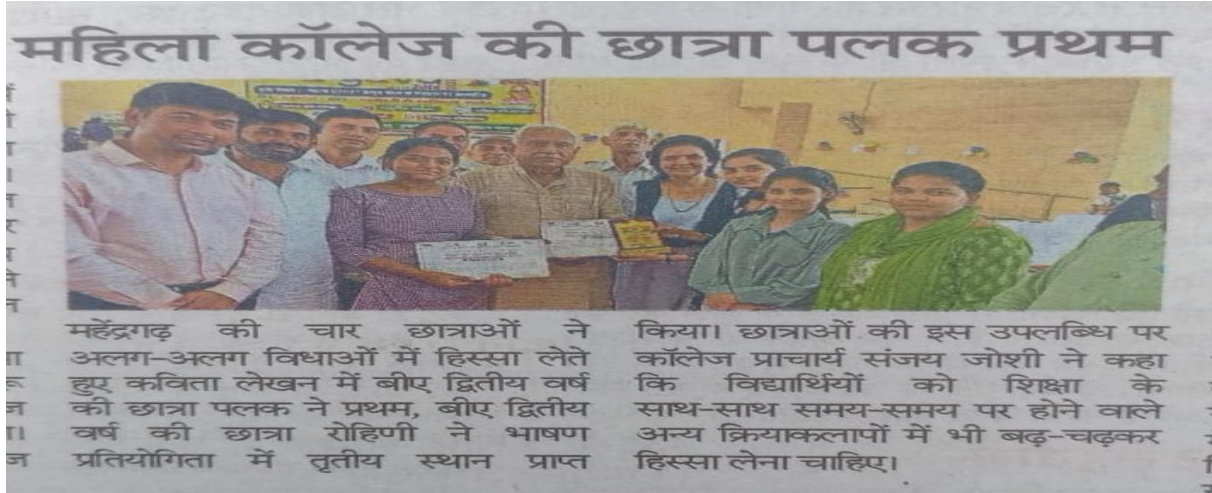 महिला कॉलेज की छात्रा पलक प्रथम
महेंद्रगढ़ की चार छात्राओं ने
अलग-अलग विधाओं में हिस्सा लेते
हुए कविता लेखन में बीए द्वितीय वर्ष
की छात्रा पलक ने प्रथम, बीए द्वितीय
वर्ष की छात्रा रोहिणी ने भाषण
प्रतियोगिता में तृतीय स्थान प्राप्त
किया। छात्राओं की इस उपलब्धि पर
कॉलेज प्राचार्य संजय जोशी ने कहा
कि विद्यार्थियों को शिक्षा के
साथ-साथ समय-समय पर होने वाले
अन्य क्रियाकलापों में भी बढ़-चढ़कर
हिस्सा लेना चाहिए।